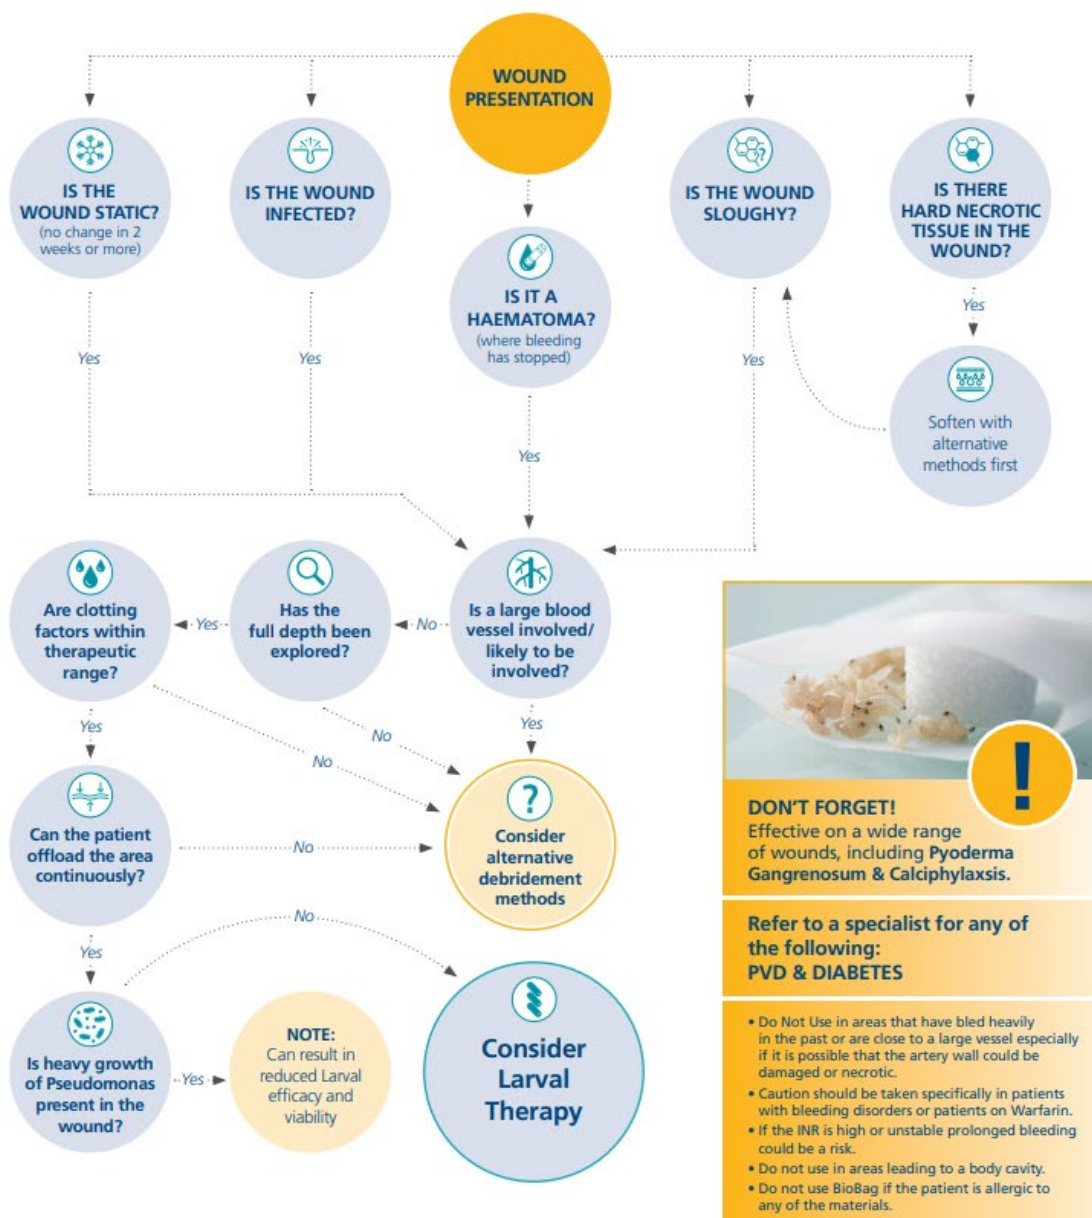 WOUND
PRESENTATION
IS THE
WOUND STATIC?
(no change in 2
weeks or more)
IS THE WOUND
INFECTED?
IS IT A
HAEMATOMA?
(where bleeding
has stopped)
IS THE WOUND
SLOUGHY?
IS THERE
HARD NECROTIC
TISSUE IN THE
WOUND?
Yes
Yes
Yes
Yes
Yes
Soften with
alternative
methods first
Are clotting
factors within
therapeutic
range?
Yes
Has the
full depth been
explored?
No
Is a large blood
vessel involved/
likely to be
involved?
Yes
No
No
Yes
Can the patient
offload the area
continuously?
No
?
Consider
alternative
debridement
methods
No
Yes
Is heavy growth
of Pseudomonas
present in the
wound?
Yes
NOTE:
Can result in
reduced Larval
efficacy and
viability
Consider
Larval
Therapy
!
DON'T FORGET!
Effective on a wide range
of wounds, including Pyoderma
Gangrenosum & Calciphylaxsis.
Refer to a specialist for any of
the following:
PVD & DIABETES
• Do Not Use in areas that have bled heavily
in the past or are close to a large vessel especially
if it is possible that the artery wall could be
damaged or necrotic.
• Caution should be taken specifically in patients
with bleeding disorders or patients on Warfarin.
• If the INR is high or unstable prolonged bleeding
could be a risk.
• Do not use in areas leading to a body cavity.
• Do not use BioBag if the patient is allergic to
any of the materials.